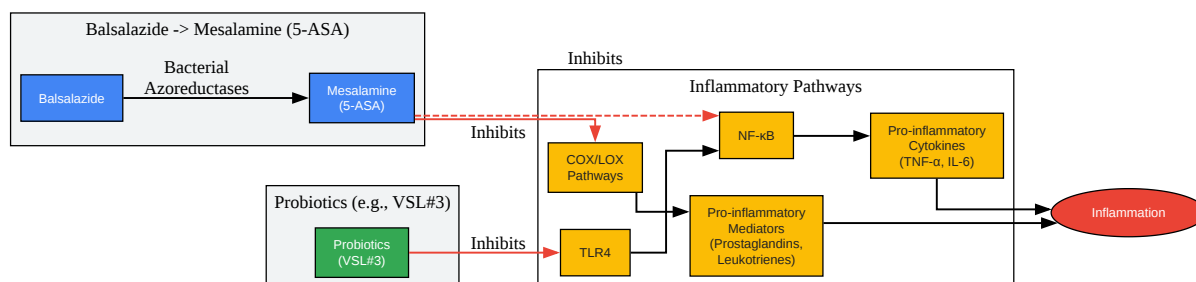 Balsalazide -> Mesalamine (5-ASA)
Bacterial
Azoreductases
Balsalazide
Mesalamine
(5-ASA)
Inhibits
Inhibits
Inflammatory Pathways
NF-κB
Pro-inflammatory
Cytokines
(TNF-α, IL-6)
COX/LOX
Pathways
Probiotics (e.g., VSL#3)
Probiotics
(VSL#3)
Inhibits
TLR4
Pro-inflammatory
Mediators
(Prostaglandins,
Leukotrienes)
Inflammation